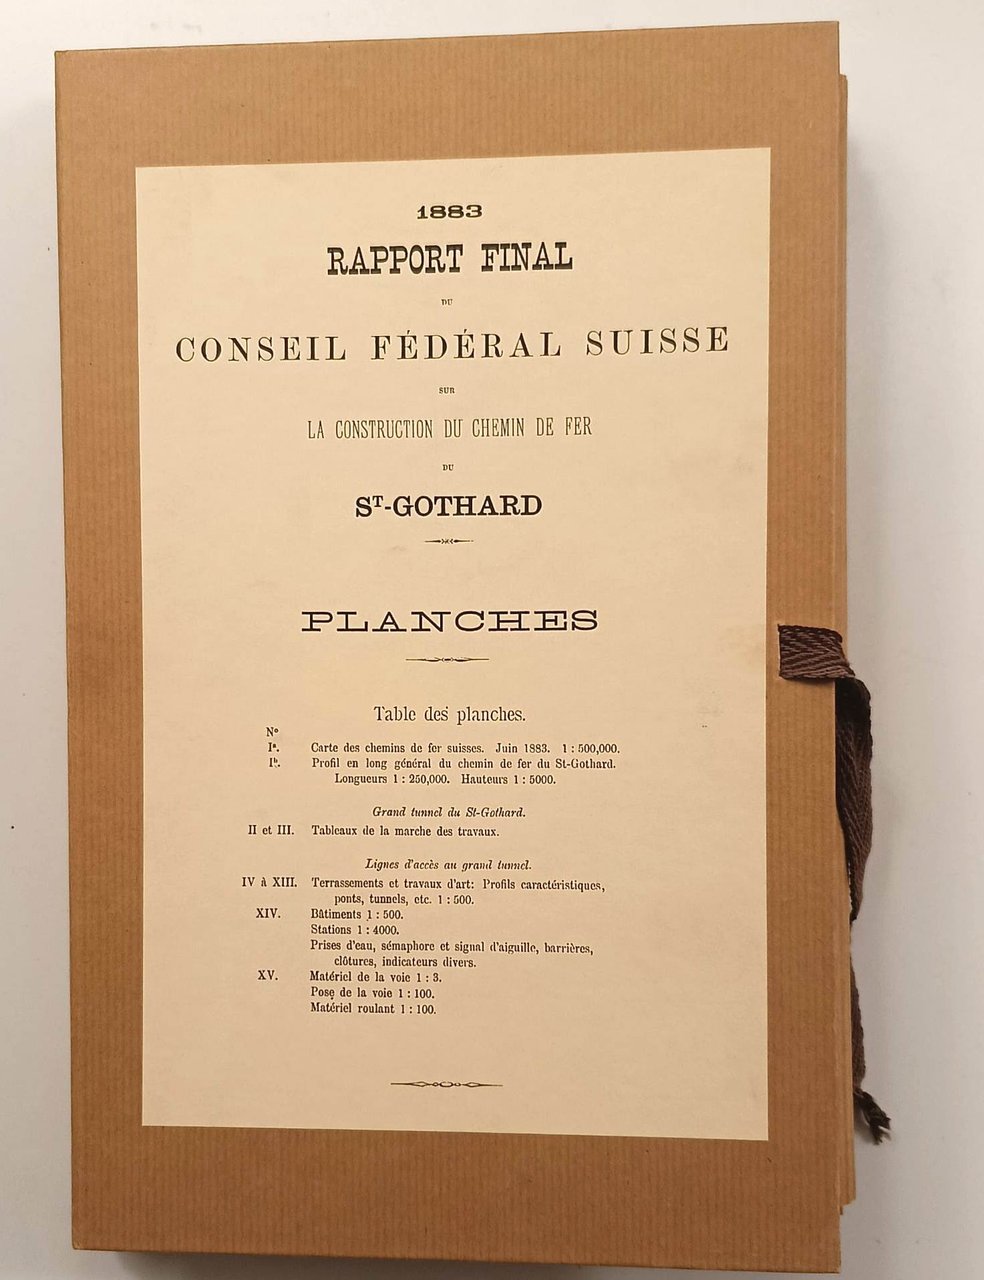 1883
RAPPORT FINAL
DU
CONSEIL FÉDÉRAL SUISSE
SUR
LA CONSTRUCTION DU CHEMIN DE FER
DU
ST-GOTHARD
PLANCHES
Table des planches.
No
Ia. Carte des chemins de fer suisses. Juin 1883. 1 : 500,000.
Ib. Profil en long général du chemin de fer du St-Gothard.
Longueurs 1 : 250,000. Hauteurs 1 : 5000.
Grand tunnel du St-Gothard.
II et III. Tableaux de la marche des travaux.
Lignes d'accès au grand tunnel.
IV à XIII. Terrassements et travaux d'art: Profils caractéristiques,
ponts, tunnels, etc. 1 : 500.
XIV. Bâtiments 1 : 500.
Stations 1 : 4000.
Prises d'eau, sémaphore et signal d'aiguille, barrières,
clôtures, indicateurs divers.
XV. Matériel de la voie 1 : 3.
Pose de la voie 1 : 100.
Matériel roulant 1 : 100.